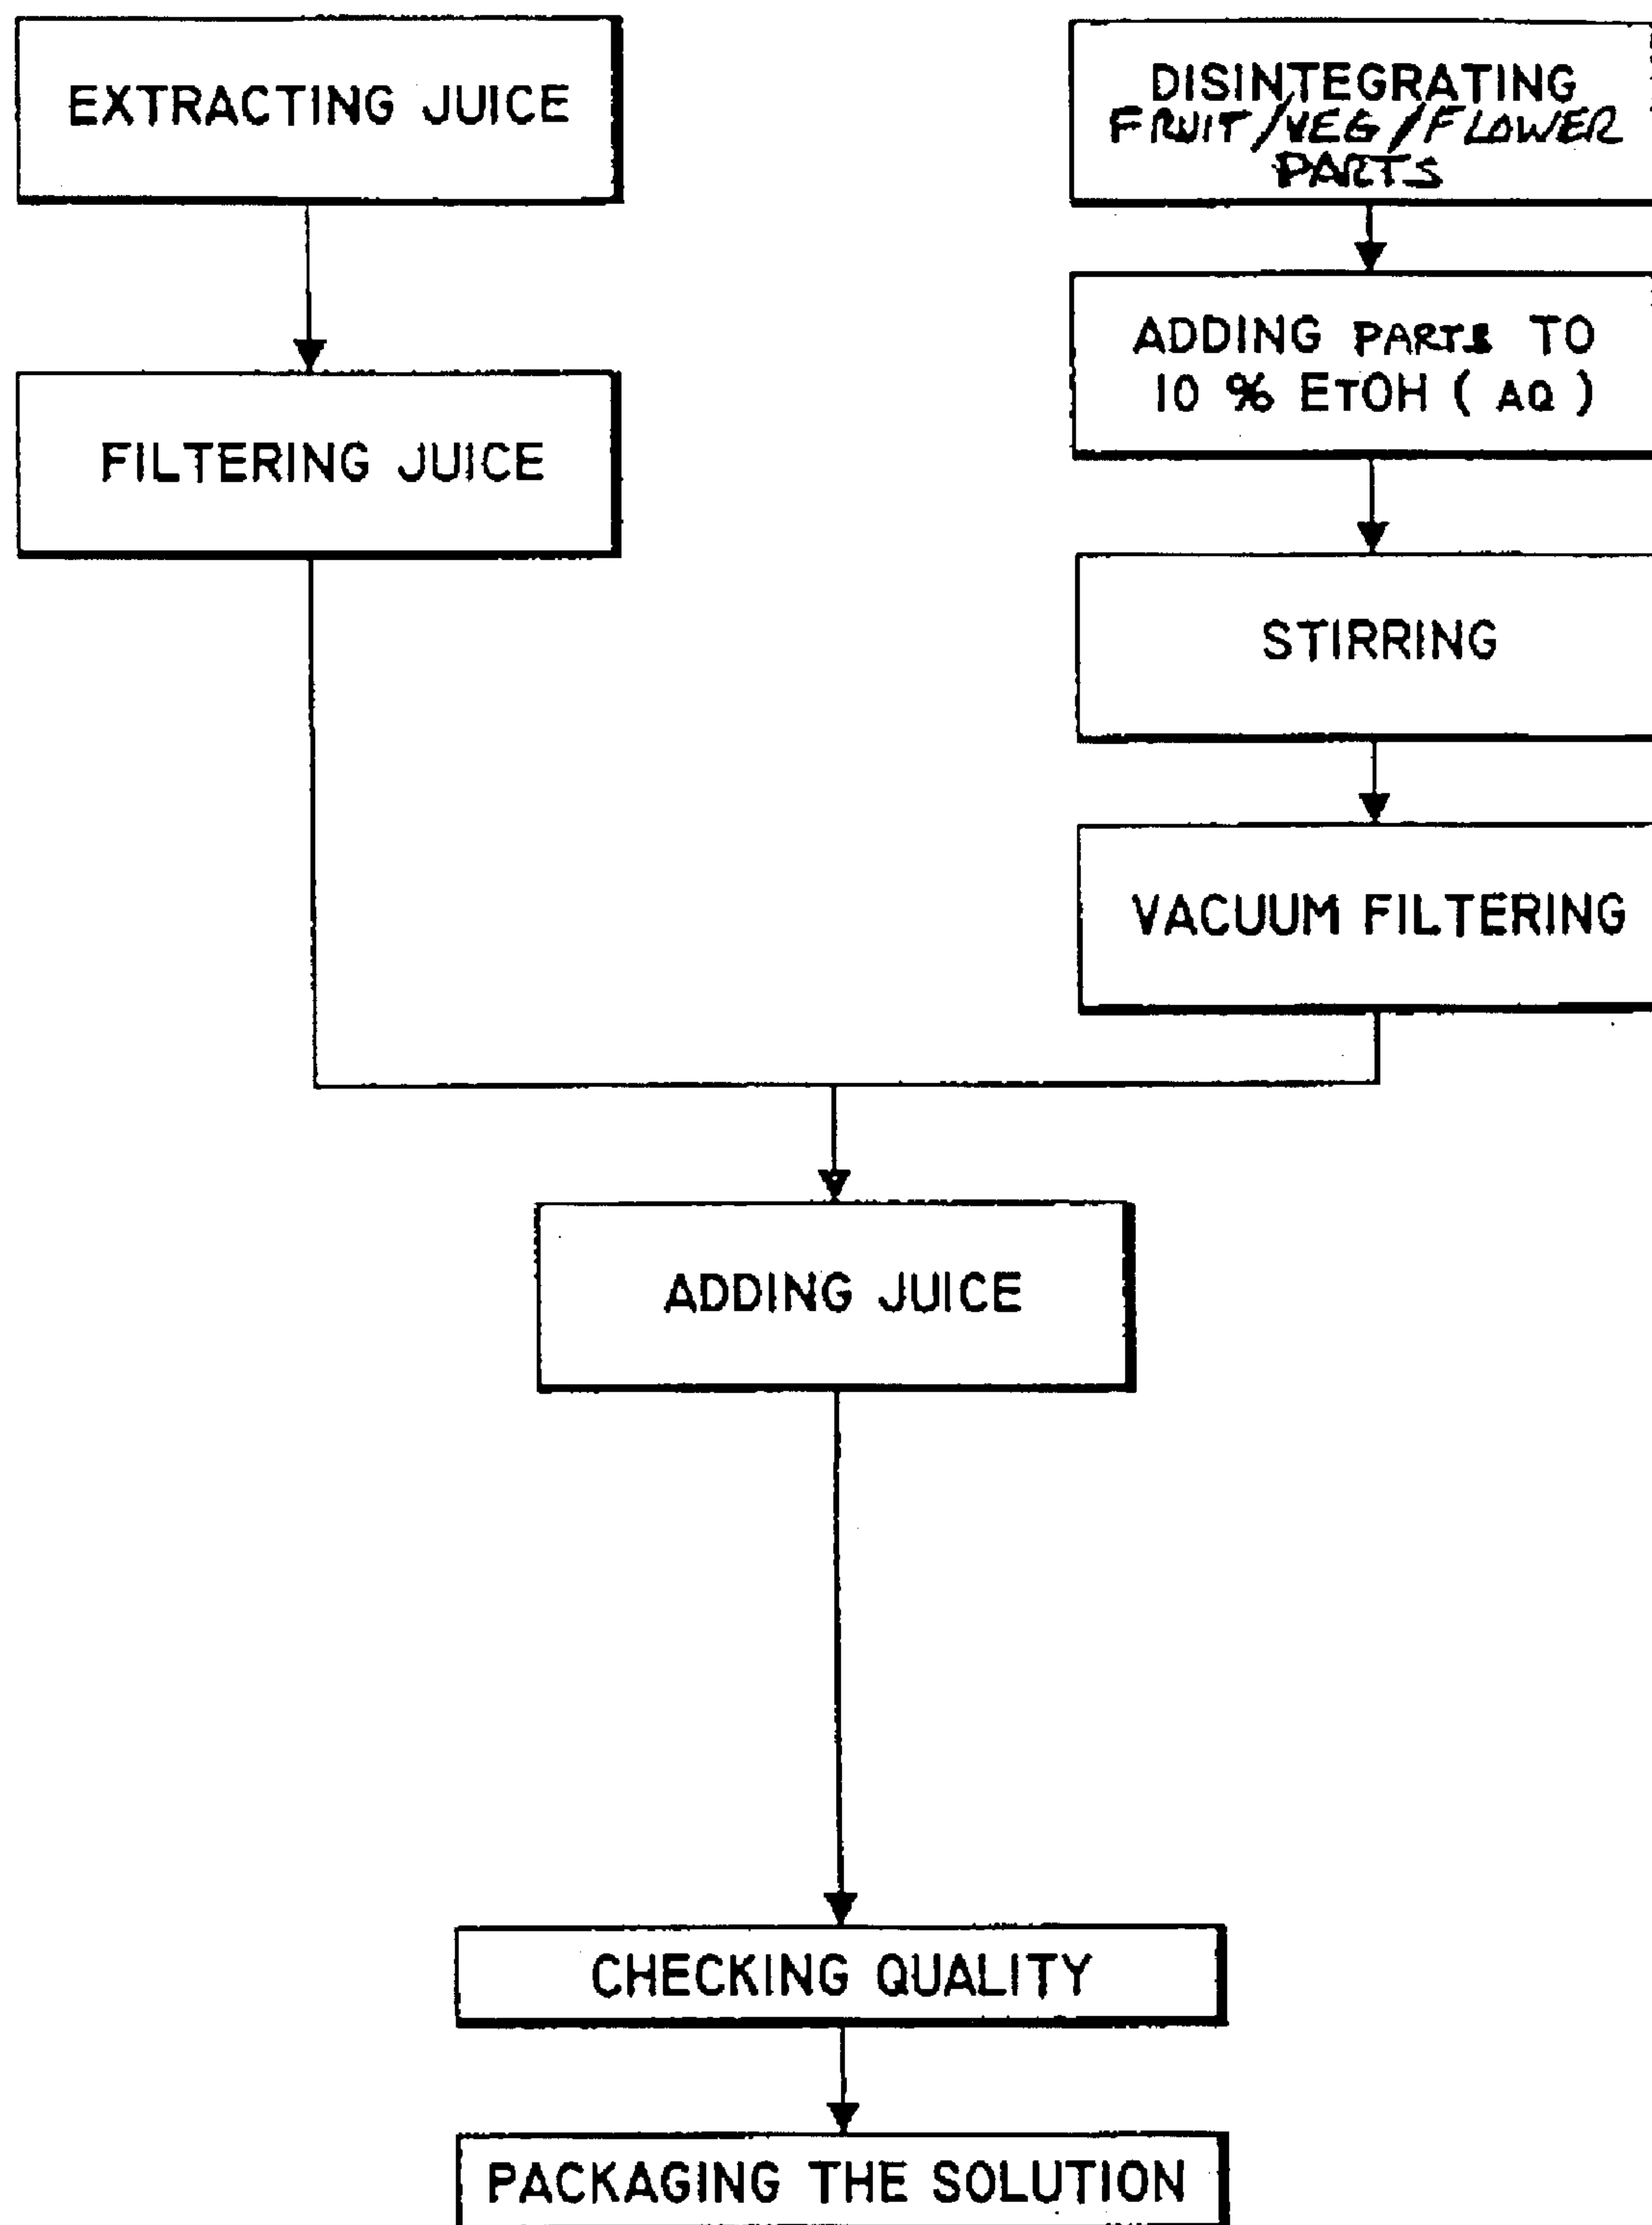 EXTRACTING JUICE
FILTERING JUICE
DISINTEGRATING
FRUIT/VEG/FLOWER
PARTS
ADDING PARTS TO
10 % ETOH ( AQ )
STIRRING
VACUUM FILTERING
ADDING JUICE
CHECKING QUALITY
PACKAGING THE SOLUTION